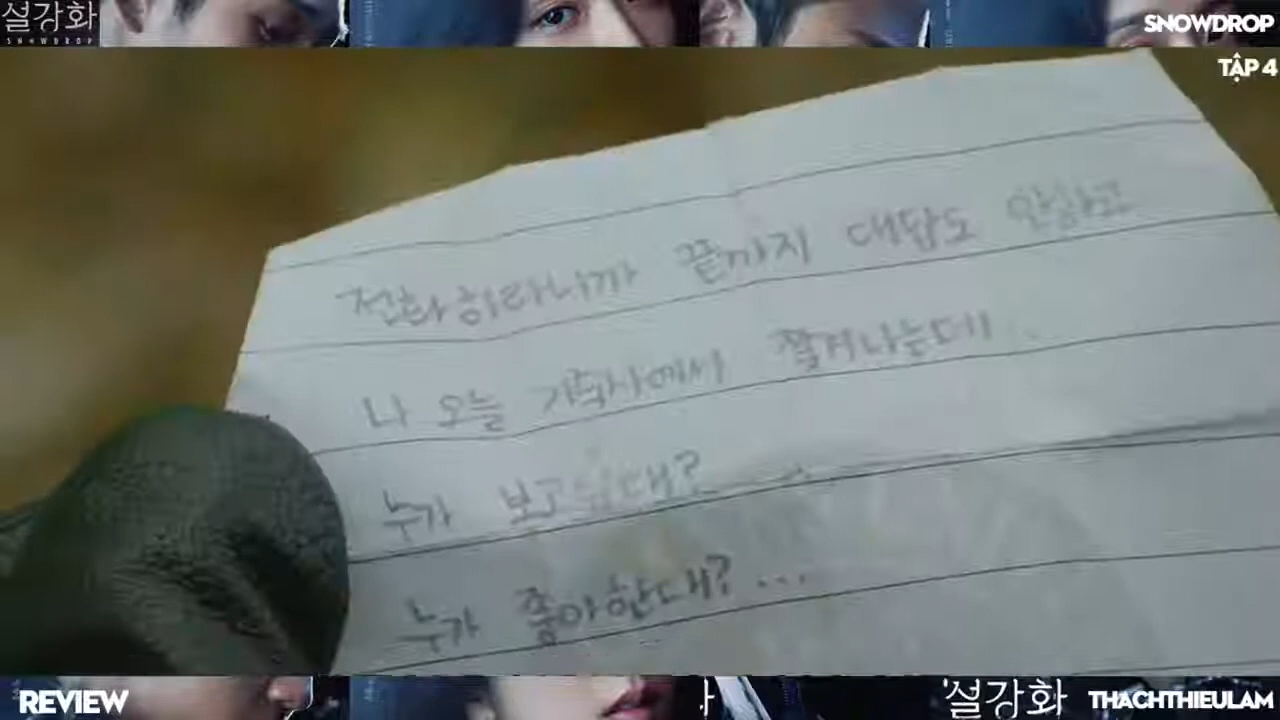 설강화
SNOWDROP
SNOWDROP
TẬP 4
전화하라니까 끝까지 대답도 안하고
나 오늘 기숙사에서 쫓겨나는데
누가 보고싶대?
누가 좋아한대? ...
REVIEW
설강화
THACHTHIEULAM